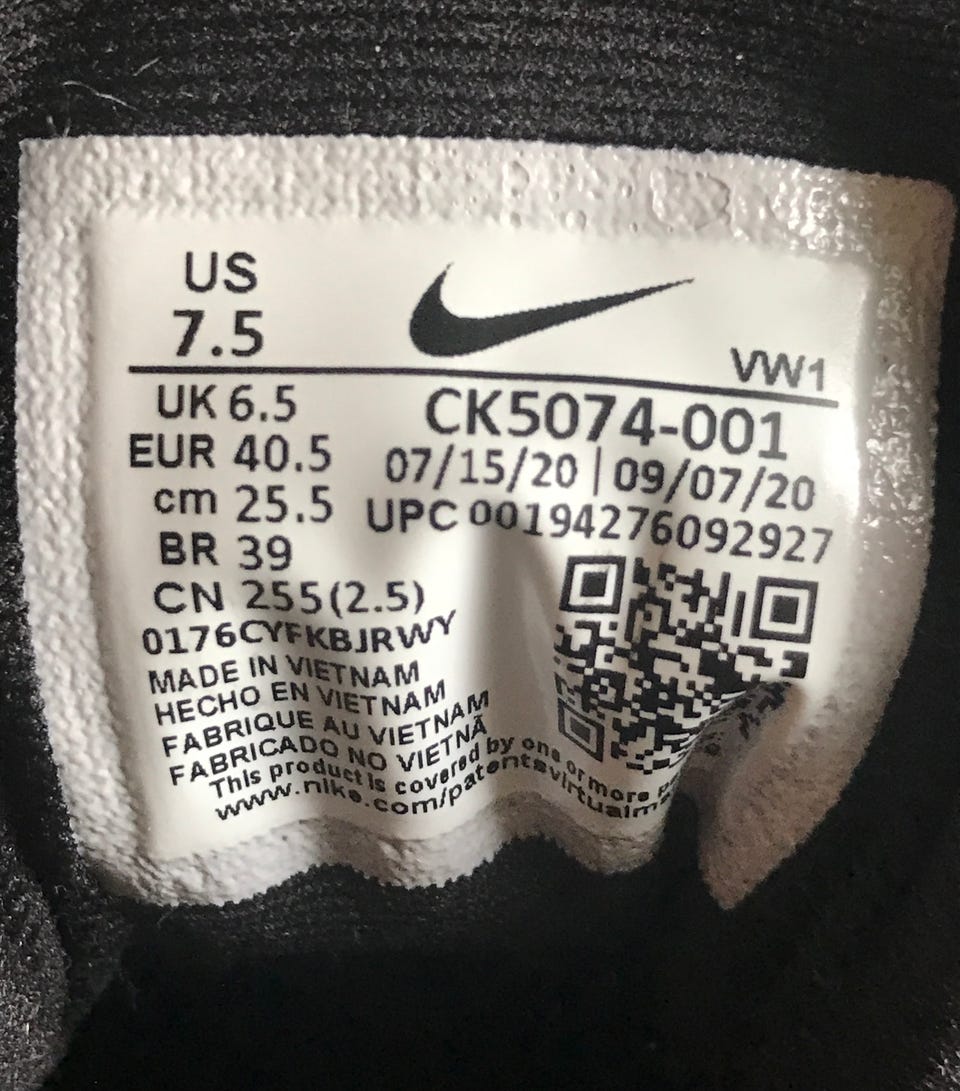 US
7.5
VW1
UK 6.5
CK5074-001
EUR 40.5
07/15/20 | 09/07/20
cm 25.5
UPC 00194276092927
BR 39
CN 255(2.5)
0176CYFKBJRWY
MADE IN VIETNAM
HECHO EN VIETNAM
FABRIQUE AU VIETNAM
FABRICADO NO VIETNÃ
This product is covered by one or more
www.nike.com/patentsvirtualm